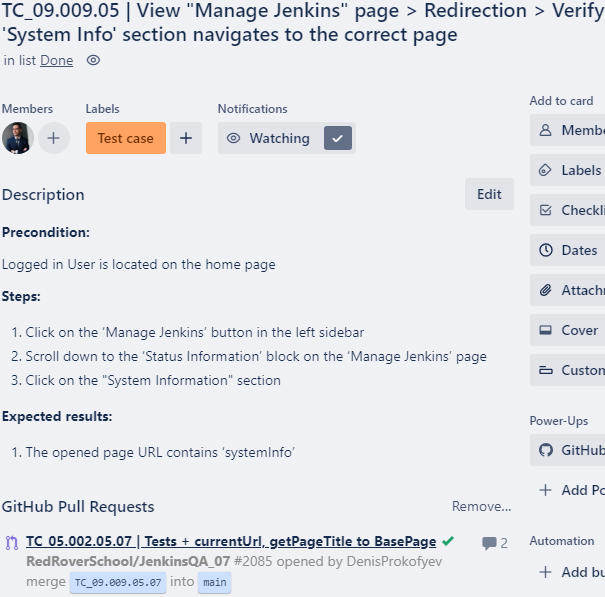 TC_09.009.05 | View "Manage Jenkins" page > Redirection > Verify
'System Info' section navigates to the correct page
in list Done
Members
Labels
Notifications
Test case
Watching
Add to card
Membe
Labels
Checkli
Dates
Attachr
Cover
Custon
Description
Edit
Precondition:
Logged in User is located on the home page
Steps:
1. Click on the ‘Manage Jenkins’ button in the left sidebar
2. Scroll down to the ‘Status Information’ block on the ‘Manage Jenkins’ page
3. Click on the "System Information" section
Expected results:
1. The opened page URL contains ‘systemInfo’
Power-Ups
GitHub
Add Po
GitHub Pull Requests
Remove...
TC_05.002.05.07 | Tests + currentUrl, getPageTitle to BasePage
2
RedRoverSchool/JenkinsQA_07 #2085 opened by DenisProkofyev
merge TC_09.009.05.07 into main
Automation
Add bu